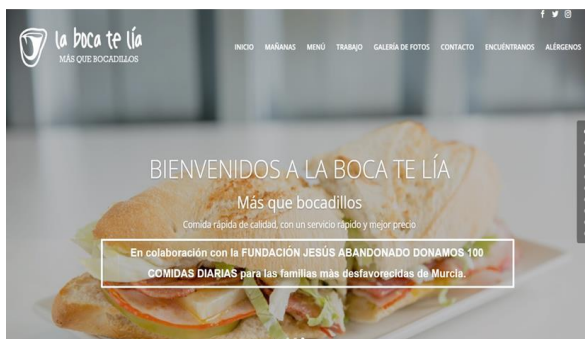 la boca te lía
MÁS QUE BOCADILLOS
INICIO MAÑANAS MENÚ TRABAJO GALERÍA DE FOTOS CONTACTO ENCUÉNTRANOS ALÉRGENOS
BIENVENIDOS A LA BOCA TE LÍA
Más que bocadillos
Comida rápida de calidad, con un servicio rápido y mejor precio
En colaboración con la FUNDACIÓN JESÚS ABANDONADO DONAMOS 100
COMIDAS DIARIAS para las familias más desfavorecidas de Murcia.